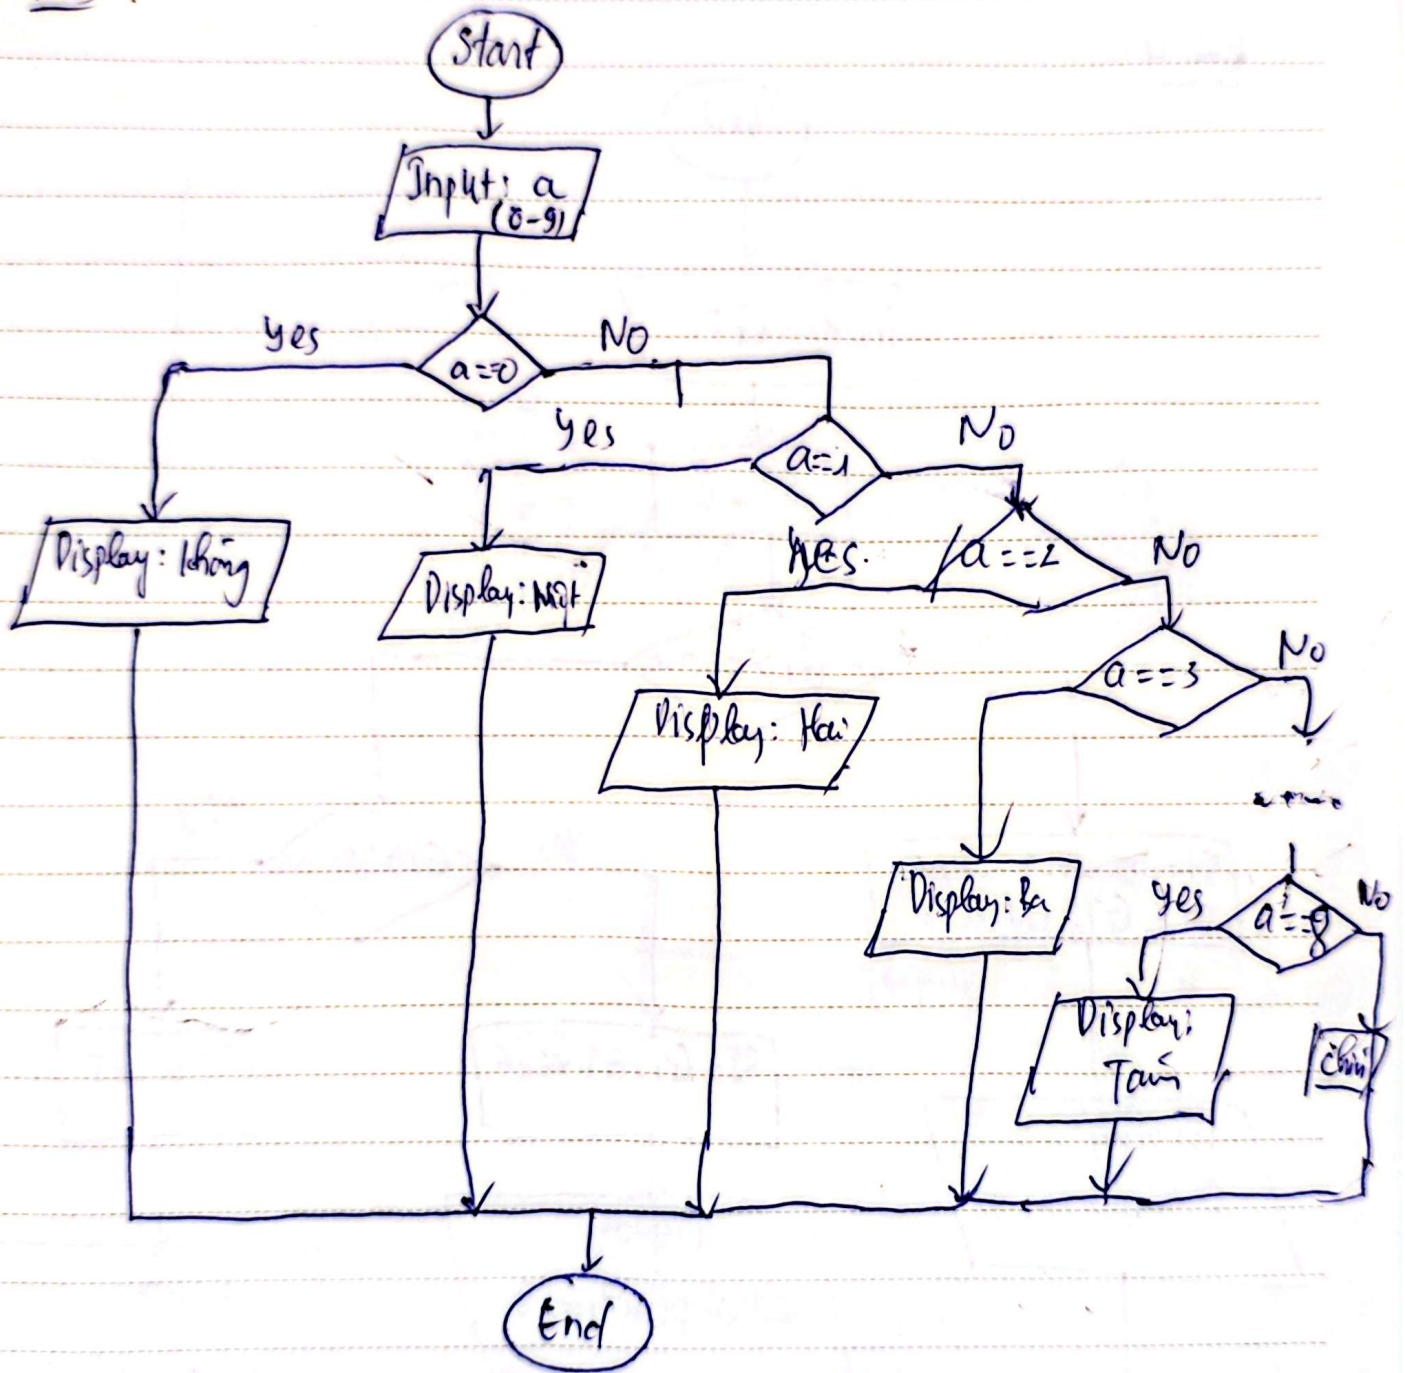 Start
Input: a
(0-9)
Yes
a==0
NO
Yes
a==1
No
Display: Không
Display: Một
Yes.
a==2
No
a==3
No
Display: Hai
Display: Ba
Yes
a==8
No
Display:
Tám
Chín
End